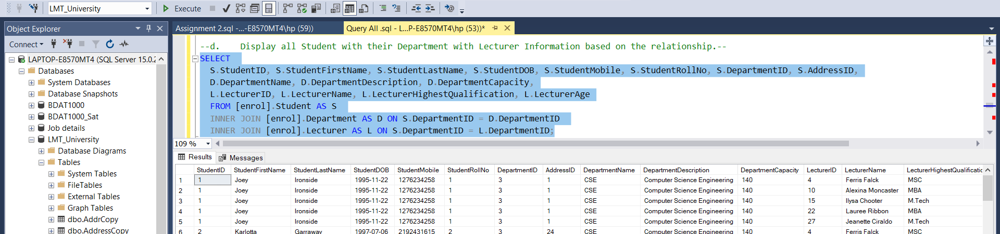 LMT_University Execute
Object Explorer
Connect
LAPTOP-E8570MT4 (SQL Server 15.0.2
Databases
System Databases
Database Snapshots
BDAT1000
BDAT1000_Sat
Job details
LMT_University
Database Diagrams
Tables
System Tables
FileTables
External Tables
Graph Tables
dbo.AddrCopy
dbo.AddressCopy
Assignment 2.sql -...-E8570MT4\hp (59)) Query All .sql - L...P-E8570MT4\hp (53))*
--d. Display all Student with their Department with Lecturer Information based on the relationship.--
SELECT
S.StudentID, S.StudentFirstName, S.StudentLastName, S.StudentDOB, S.StudentMobile, S.StudentRollNo, S.DepartmentID, S.AddressID,
D.DepartmentName, D.DepartmentDescription, D.DepartmentCapacity,
L.LecturerID, L.LecturerName, L.LecturerHighestQualification, L.LecturerAge
FROM [enrol].Student AS S
INNER JOIN [enrol].Department AS D ON S.DepartmentID = D.DepartmentID
INNER JOIN [enrol].Lecturer AS L ON S.DepartmentID = L.DepartmentID;
109 %
Results Messages
StudentID StudentFirstName StudentLastName StudentDOB StudentMobile StudentRollNo DepartmentID AddressID DepartmentName DepartmentDescription DepartmentCapacity LecturerID LecturerName LecturerHighestQualificatic
1 1 Joey Ironside 1995-11-22 1276234258 1 3 1 CSE Computer Science Engineering 140 4 Ferris Falck MSC
2 1 Joey Ironside 1995-11-22 1276234258 1 3 1 CSE Computer Science Engineering 140 10 Alexina Moncaster MBA
3 1 Joey Ironside 1995-11-22 1276234258 1 3 1 CSE Computer Science Engineering 140 15 Ilysa Chooter M.Tech
4 1 Joey Ironside 1995-11-22 1276234258 1 3 1 CSE Computer Science Engineering 140 22 Lauree Ribbon MBA
5 1 Joey Ironside 1995-11-22 1276234258 1 3 1 CSE Computer Science Engineering 140 27 Jeanette Ciraldo M.Tech
6 2 Karlotta Garraway 1997-07-06 2192431615 2 3 24 CSE Computer Science Engineering 140 4 Ferris Falck MSC